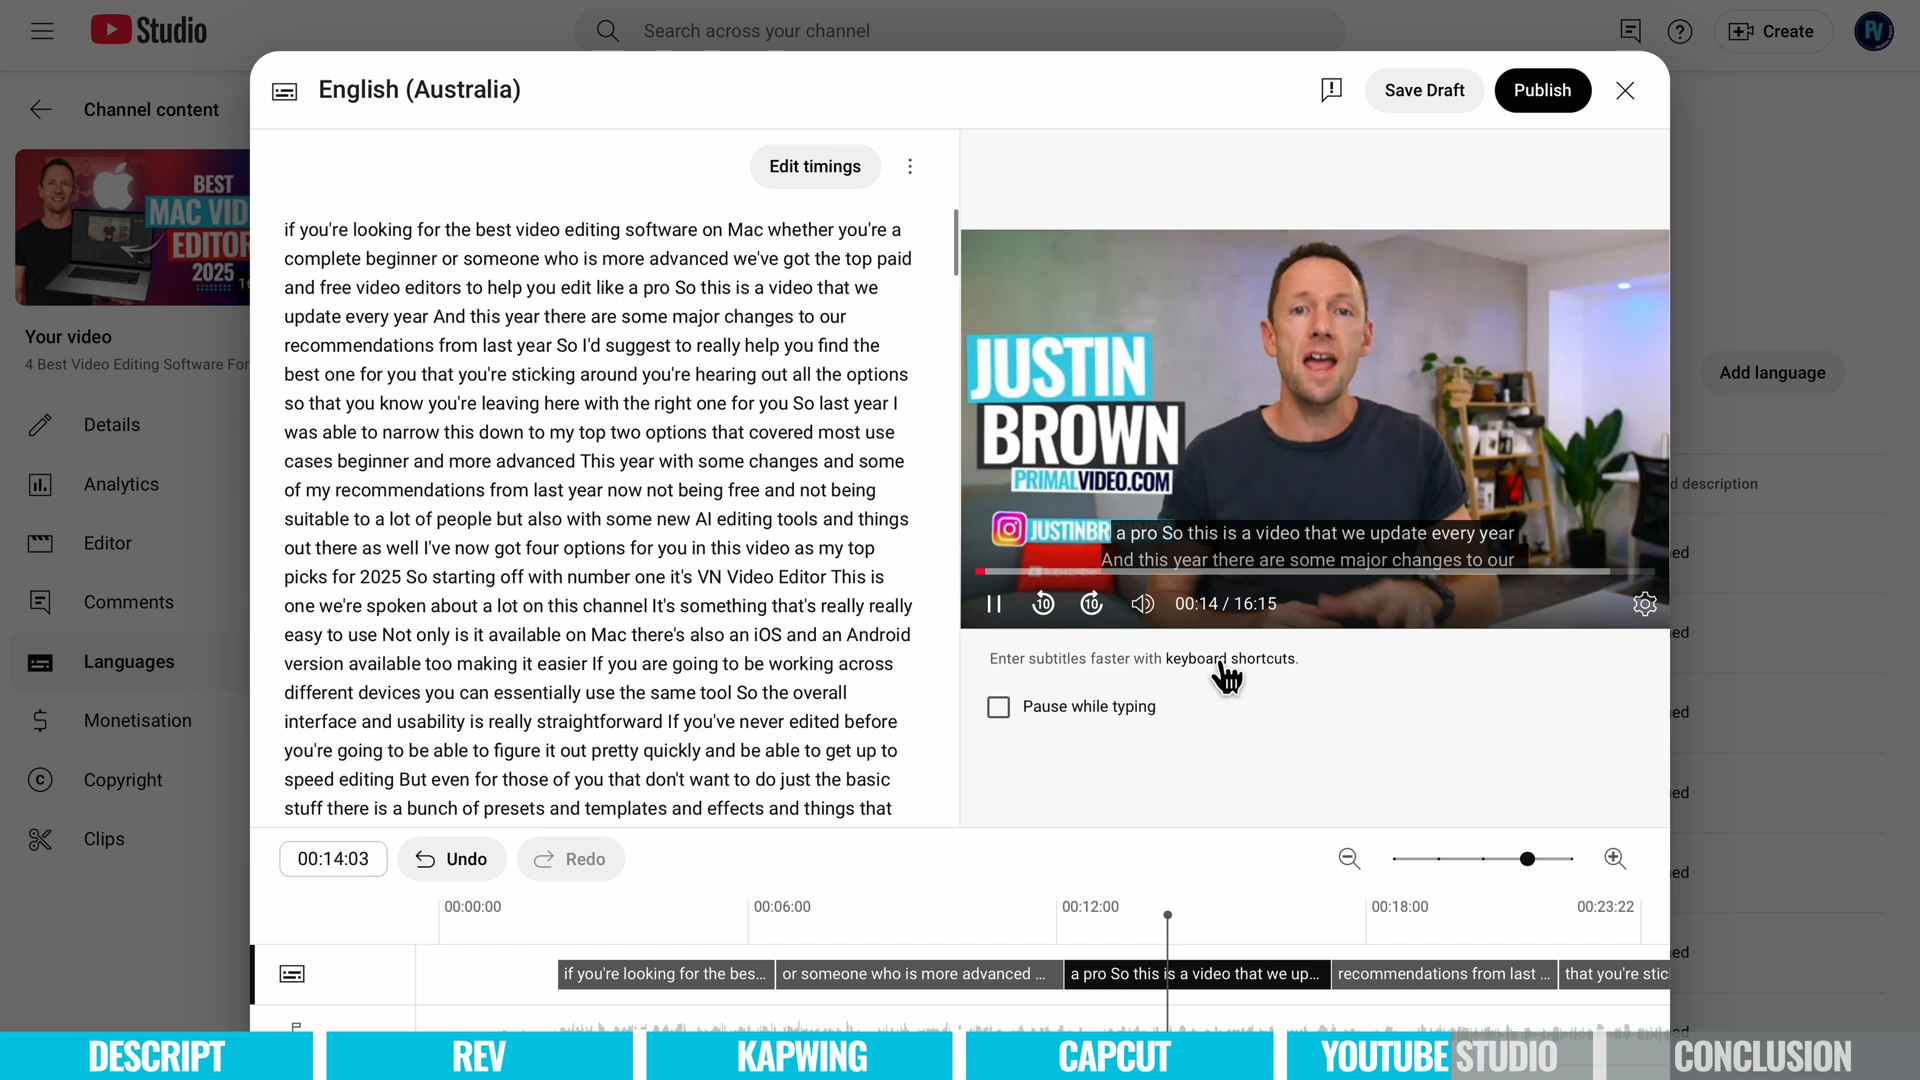 Studio
Search across your channel
Create
PV
Channel content
BEST
MAC VID
EDITOR
2025
Your video
4 Best Video Editing Software For
Details
Analytics
Editor
Comments
Languages
Monetisation
Copyright
Clips
English (Australia)
Save Draft
Publish
Edit timings
if you're looking for the best video editing software on Mac whether you're a
complete beginner or someone who is more advanced we've got the top paid
and free video editors to help you edit like a pro So this is a video that we
update every year And this year there are some major changes to our
recommendations from last year So I'd suggest to really help you find the
best one for you that you're sticking around you're hearing out all the options
so that you know you're leaving here with the right one for you So last year I
was able to narrow this down to my top two options that covered most use
cases beginner and more advanced This year with some changes and some
of my recommendations from last year now not being free and not being
suitable to a lot of people but also with some new AI editing tools and things
out there as well I've now got four options for you in this video as my top
picks for 2025 So starting off with number one it's VN Video Editor This is
one we're spoken about a lot on this channel It's something that's really really
easy to use Not only is it available on Mac there's also an iOS and an Android
version available too making it easier If you are going to be working across
different devices you can essentially use the same tool So the overall
interface and usability is really straightforward If you've never edited before
you're going to be able to figure it out pretty quickly and be able to get up to
speed editing But even for those of you that don't want to do just the basic
stuff there is a bunch of presets and templates and effects and things that
JUSTIN
BROWN
PRIMALVIDEO.COM
JUSTINBR
a pro So this is a video that we update every year
And this year there are some major changes to our
10
10
00:14 / 16:15
Enter subtitles faster with keyboard shortcuts.
Pause while typing
Add language
d description
ed
ed
ed
ed
ed
ed
ed
00:14:03
Undo
Redo
00:00:00
00:06:00
00:12:00
00:18:00
00:23:22
if you're looking for the bes...
or someone who is more advanced ...
a pro So this is a video that we up...
recommendations from last ...
that you're stic
DESCRIPT
REV
KAPWING
CAPCUT
YOUTUBE STUDIO
CONCLUSION